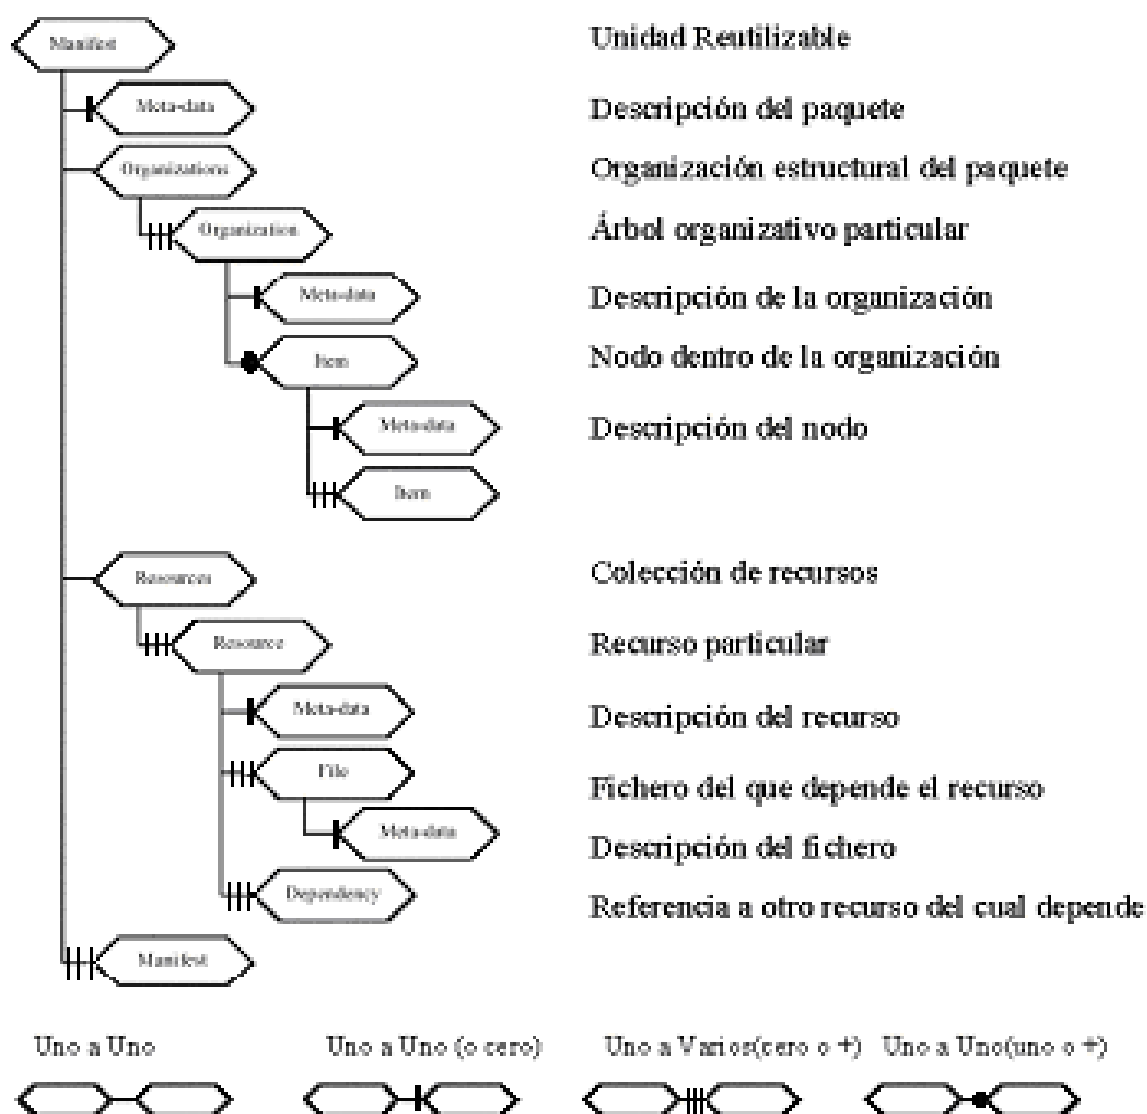 Manifest Unidad Reutilizable
Meta-data Descripción del paquete
Organizations Organización estructural del paquete
Organization Árbol organizativo particular
Meta-data Descripción de la organización
Item Nodo dentro de la organización
Meta-data Descripción del nodo
Item
Resources Colección de recursos
Resource Recurso particular
Meta-data Descripción del recurso
File Fichero del que depende el recurso
Meta-data Descripción del fichero
Dependency Referencia a otro recurso del cual depende
Manifest
Uno a Uno Uno a Uno (o cero) Uno a Varios(cero o +) Uno a Uno(uno o +)